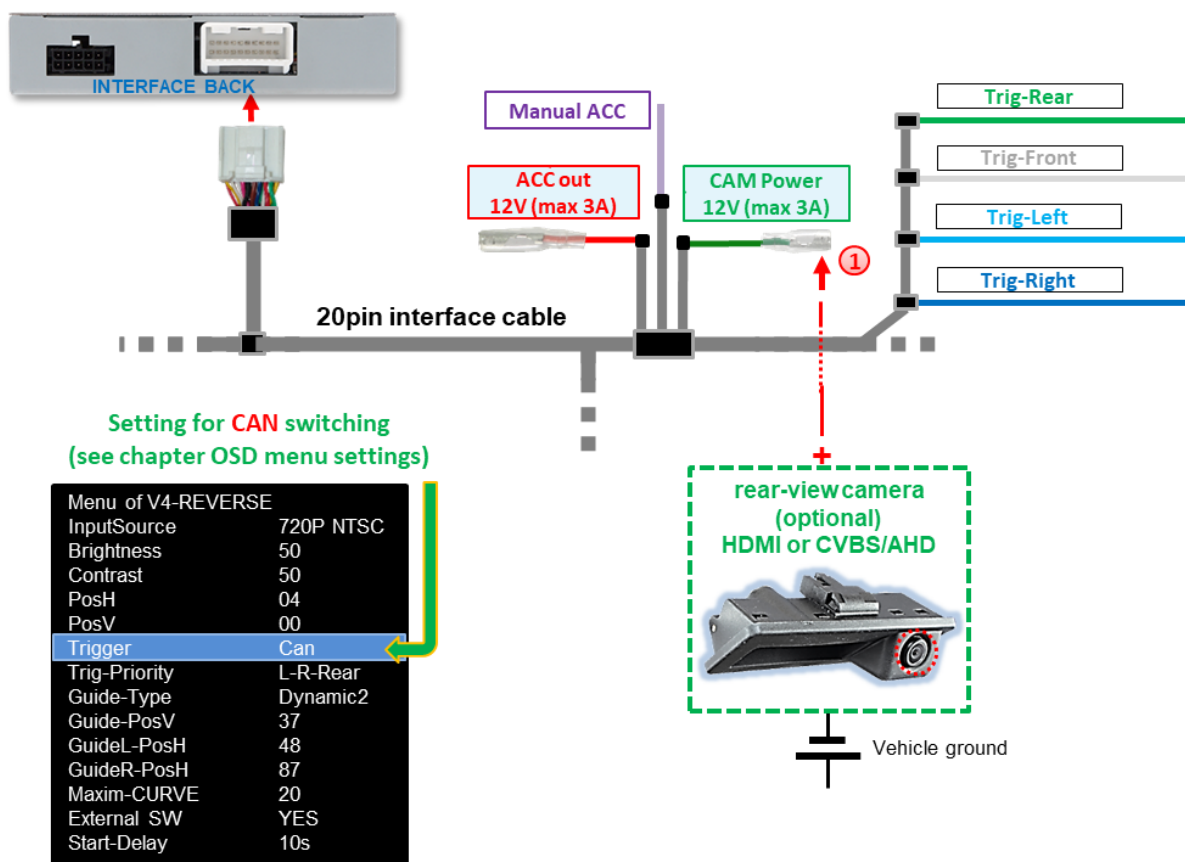 INTERFACE BACK
Manual ACC
ACC out
12V (max 3A)
CAM Power
12V (max 3A)
Trig-Rear
Trig-Front
Trig-Left
Trig-Right
1
20pin interface cable
Setting for CAN switching
(see chapter OSD menu settings)
Menu of V4-REVERSE
InputSource 720P NTSC
Brightness 50
Contrast 50
PosH 04
PosV 00
Trigger Can
Trig-Priority L-R-Rear
Guide-Type Dynamic2
Guide-PosV 37
GuideL-PosH 48
GuideR-PosH 87
Maxim-CURVE 20
External SW YES
Start-Delay 10s
+
rear-view camera
(optional)
HDMI or CVBS/AHD
Vehicle ground